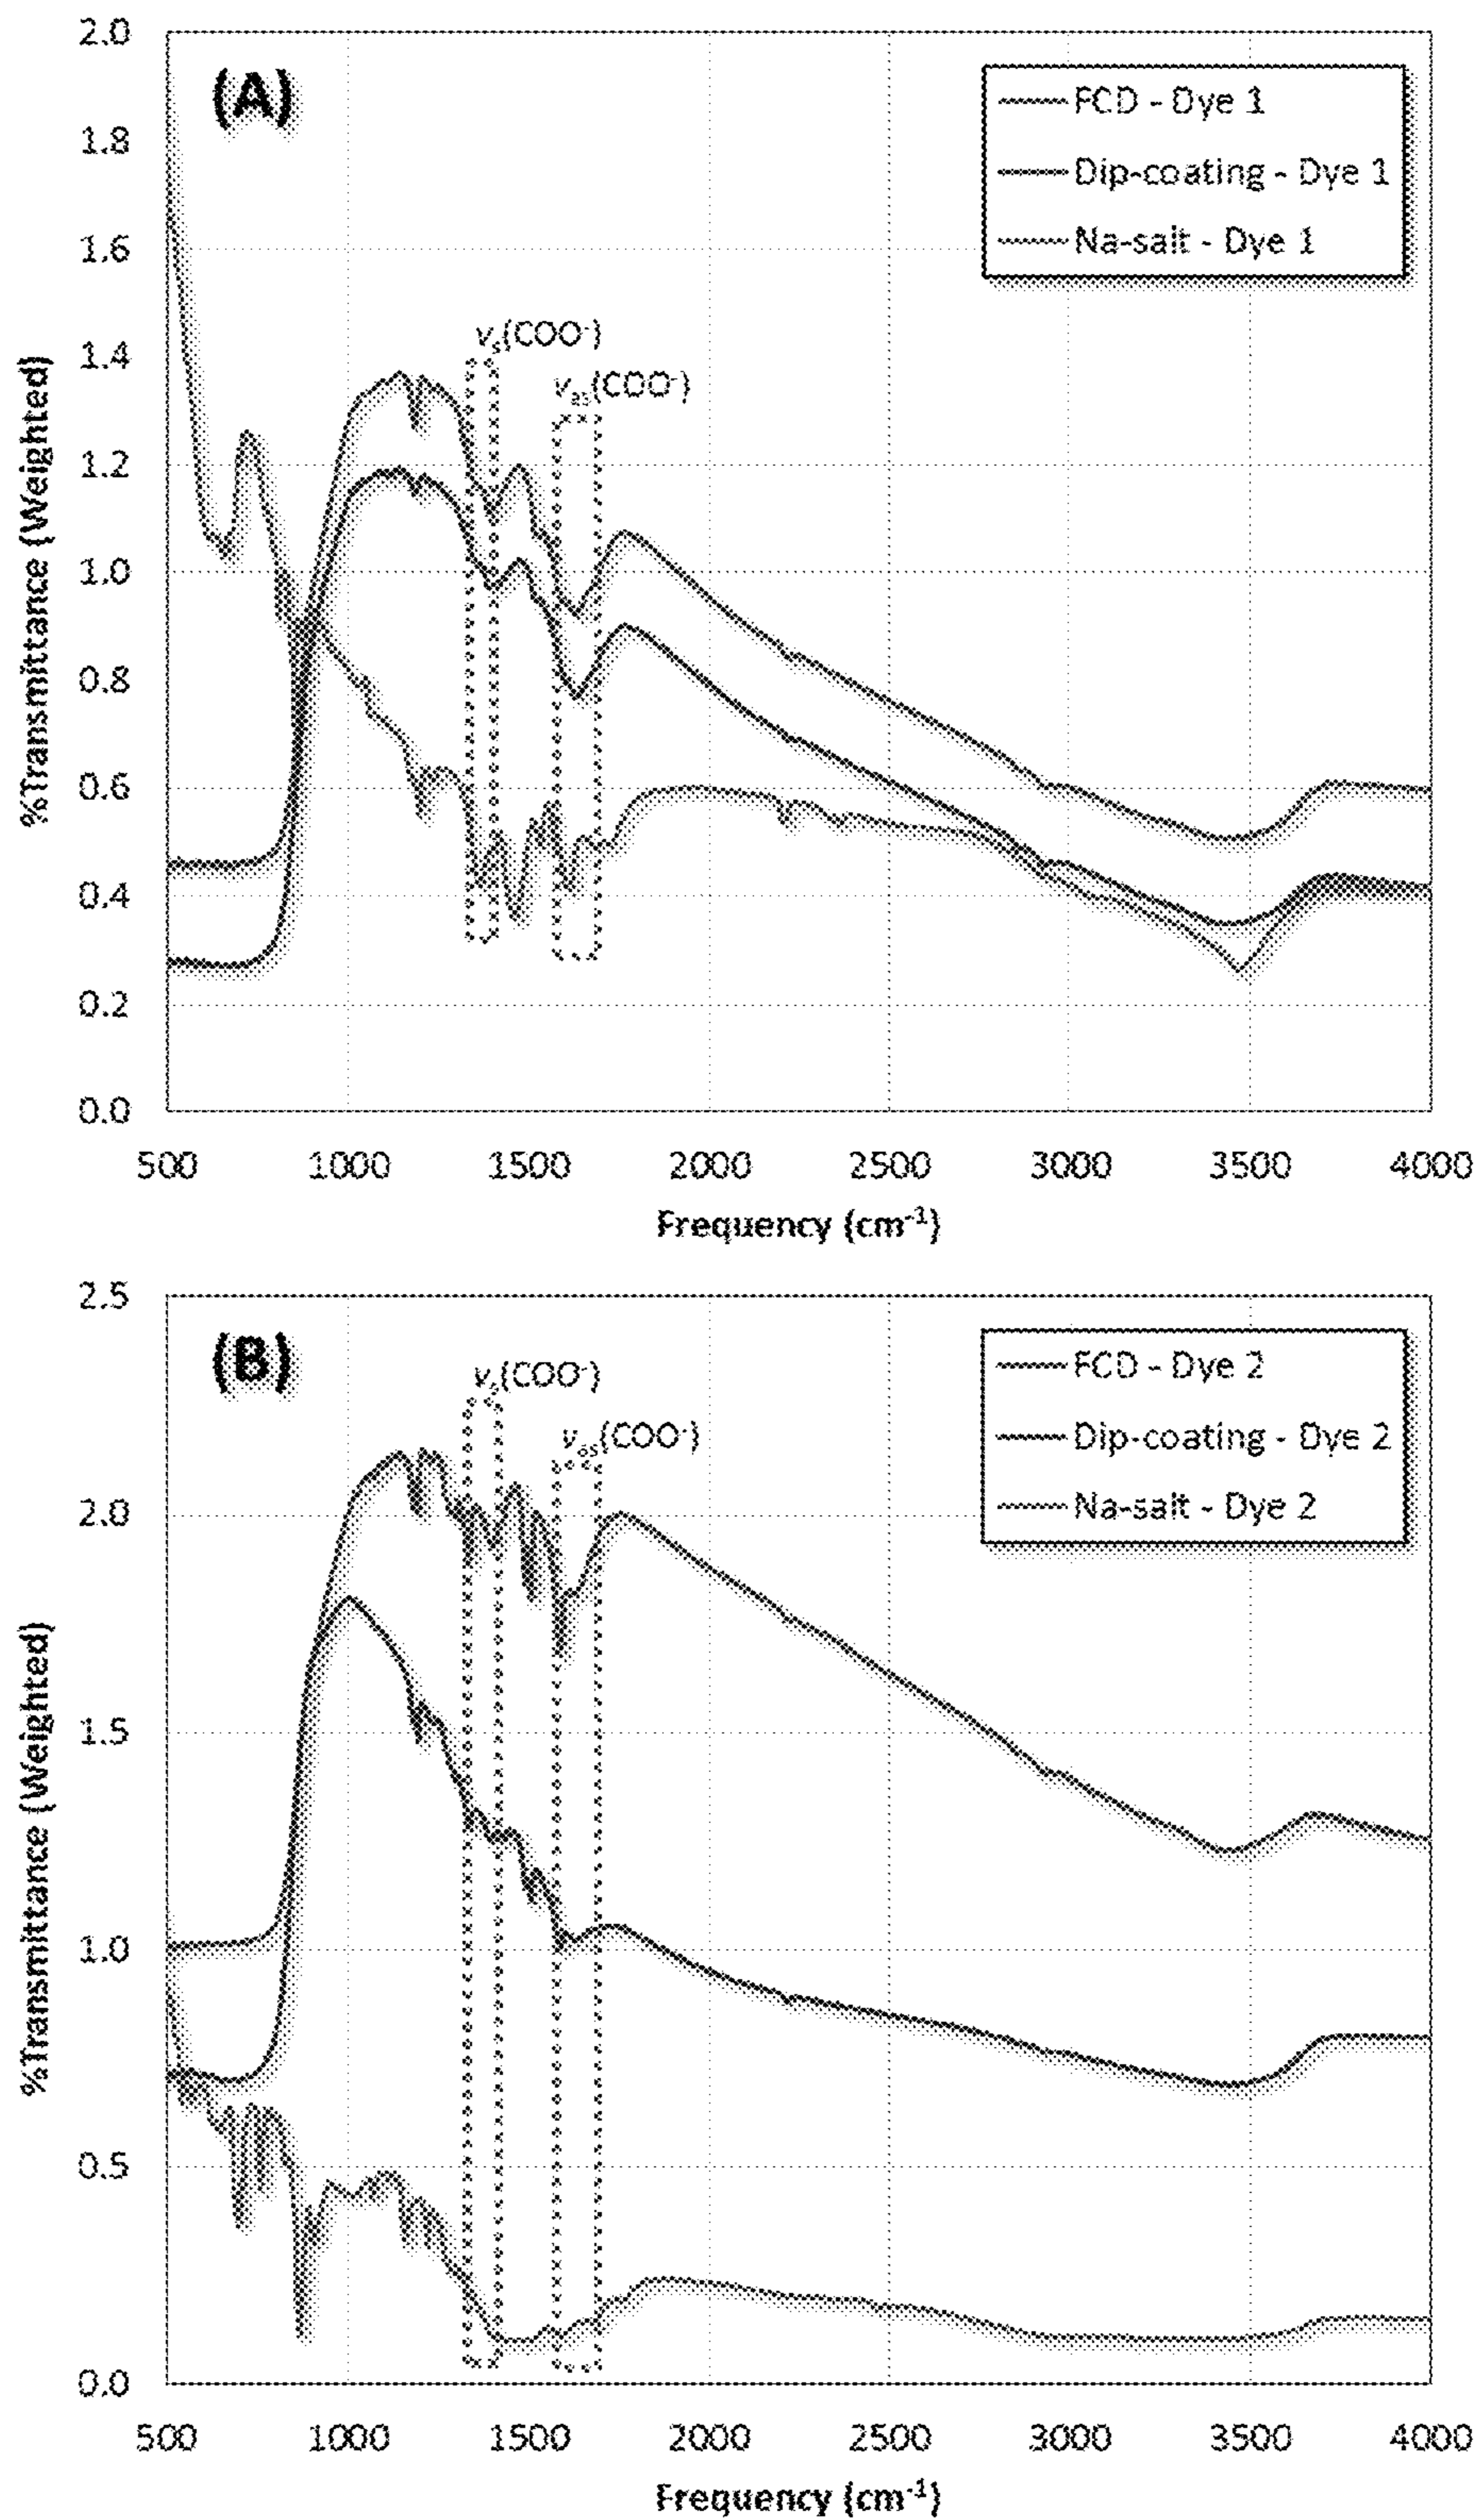 (A)
FCD - Dye 1
Dip-coating - Dye 1
Na-salt - Dye 1
νs(COO-)
νas(COO-)
%Transmittance (Weighted)
2.0
1.8
1.6
1.4
1.2
1.0
0.8
0.6
0.4
0.2
0.0
500 1000 1500 2000 2500 3000 3500 4000
Frequency (cm-1)
(B)
FCD - Dye 2
Dip-coating - Dye 2
Na-salt - Dye 2
νs(COO-)
νas(COO-)
%Transmittance (Weighted)
2.5
2.0
1.5
1.0
0.5
0.0
500 1000 1500 2000 2500 3000 3500 4000
Frequency (cm-1)